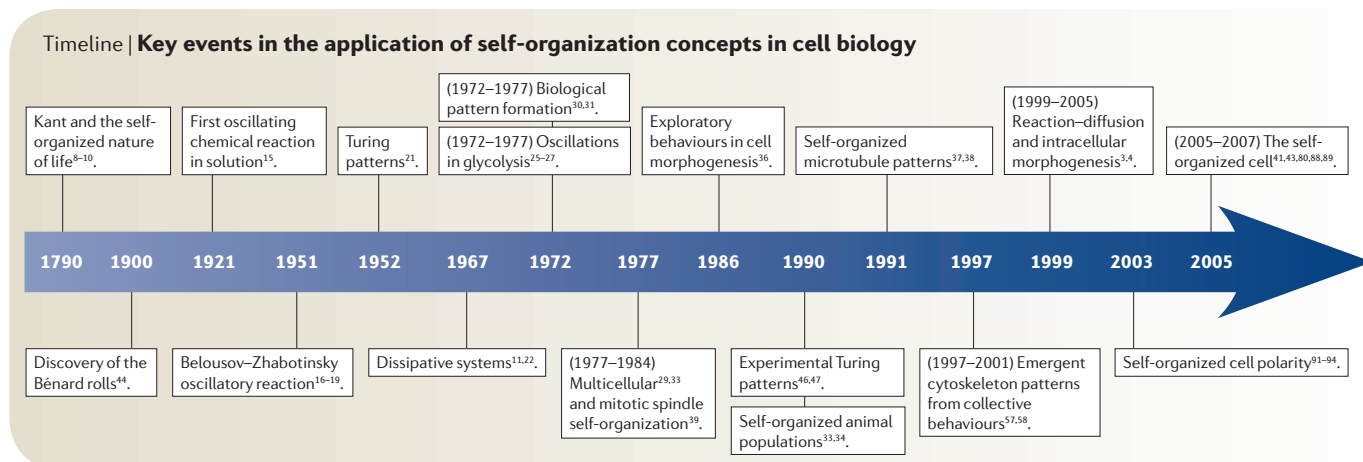 Timeline | Key events in the application of self-organization concepts in cell biology
Kant and the self-
organized nature
of life8–10.
First oscillating
chemical reaction
in solution15.
Turing
patterns21.
(1972–1977) Biological
pattern formation30,31.
(1972–1977) Oscillations
in glycolysis25–27.
Exploratory
behaviours in cell
morphogenesis36.
Self-organized
microtubule patterns37,38.
(1999–2005)
Reaction–diffusion
and intracellular
morphogenesis3,4.
(2005–2007) The self-
organized cell41,43,80,88,89.
1790 1900 1921 1951 1952 1967 1972 1977 1986 1990 1991 1997 1999 2003 2005
Discovery of the
Bénard rolls44.
Belousov–Zhabotinsky
oscillatory reaction16–19.
Dissipative systems11,22.
(1977–1984)
Multicellular29,33
and mitotic spindle
self-organization39.
Experimental Turing
patterns46,47.
Self-organized animal
populations33,34.
(1997–2001) Emergent
cytoskeleton patterns
from collective
behaviours57,58.
Self-organized cell polarity91–94.